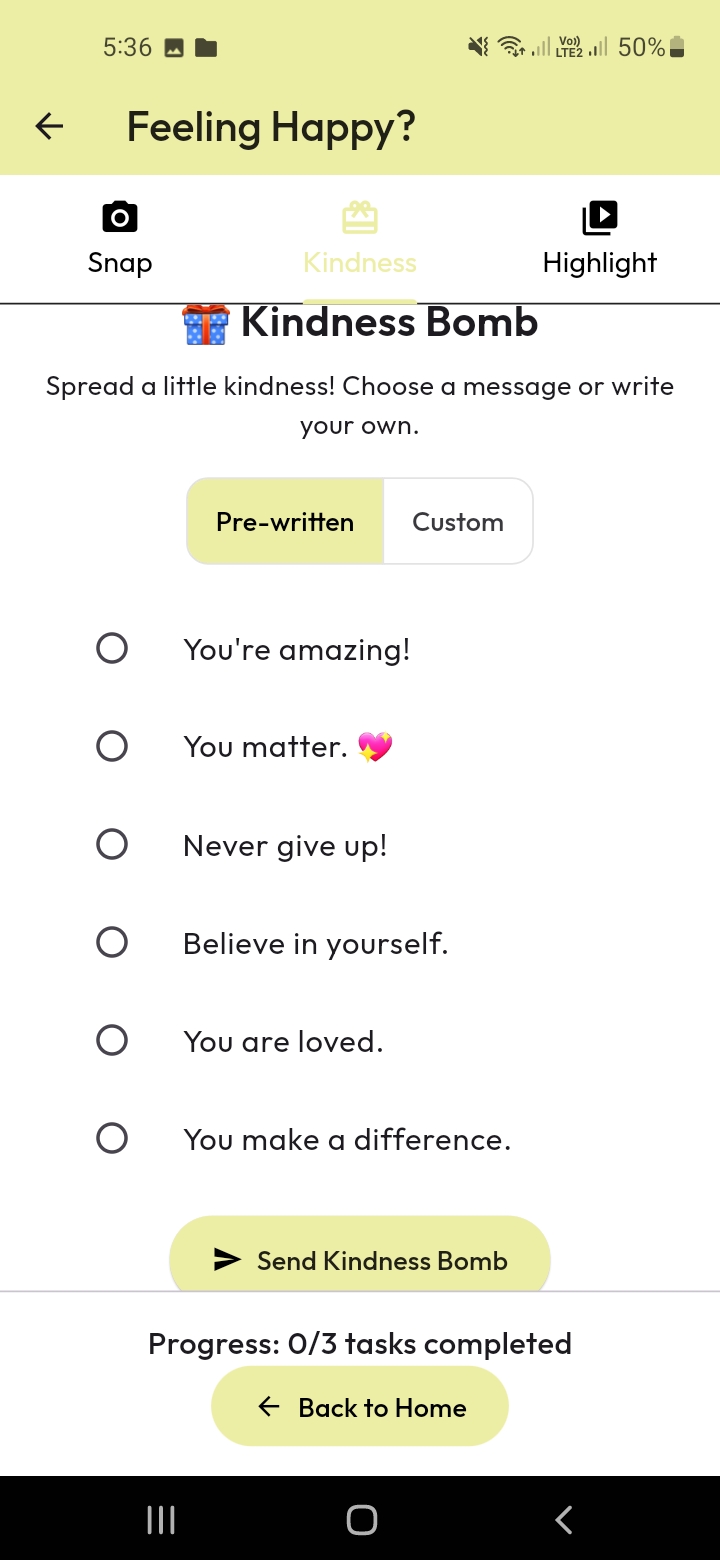 5:36
Vo))
LTE2
50%
Feeling Happy?
Snap
Kindness
Highlight
🎁 Kindness Bomb
Spread a little kindness! Choose a message or write
your own.
Pre-written
Custom
You're amazing!
You matter. 💖
Never give up!
Believe in yourself.
You are loved.
You make a difference.
Send Kindness Bomb
Progress: 0/3 tasks completed
Back to Home